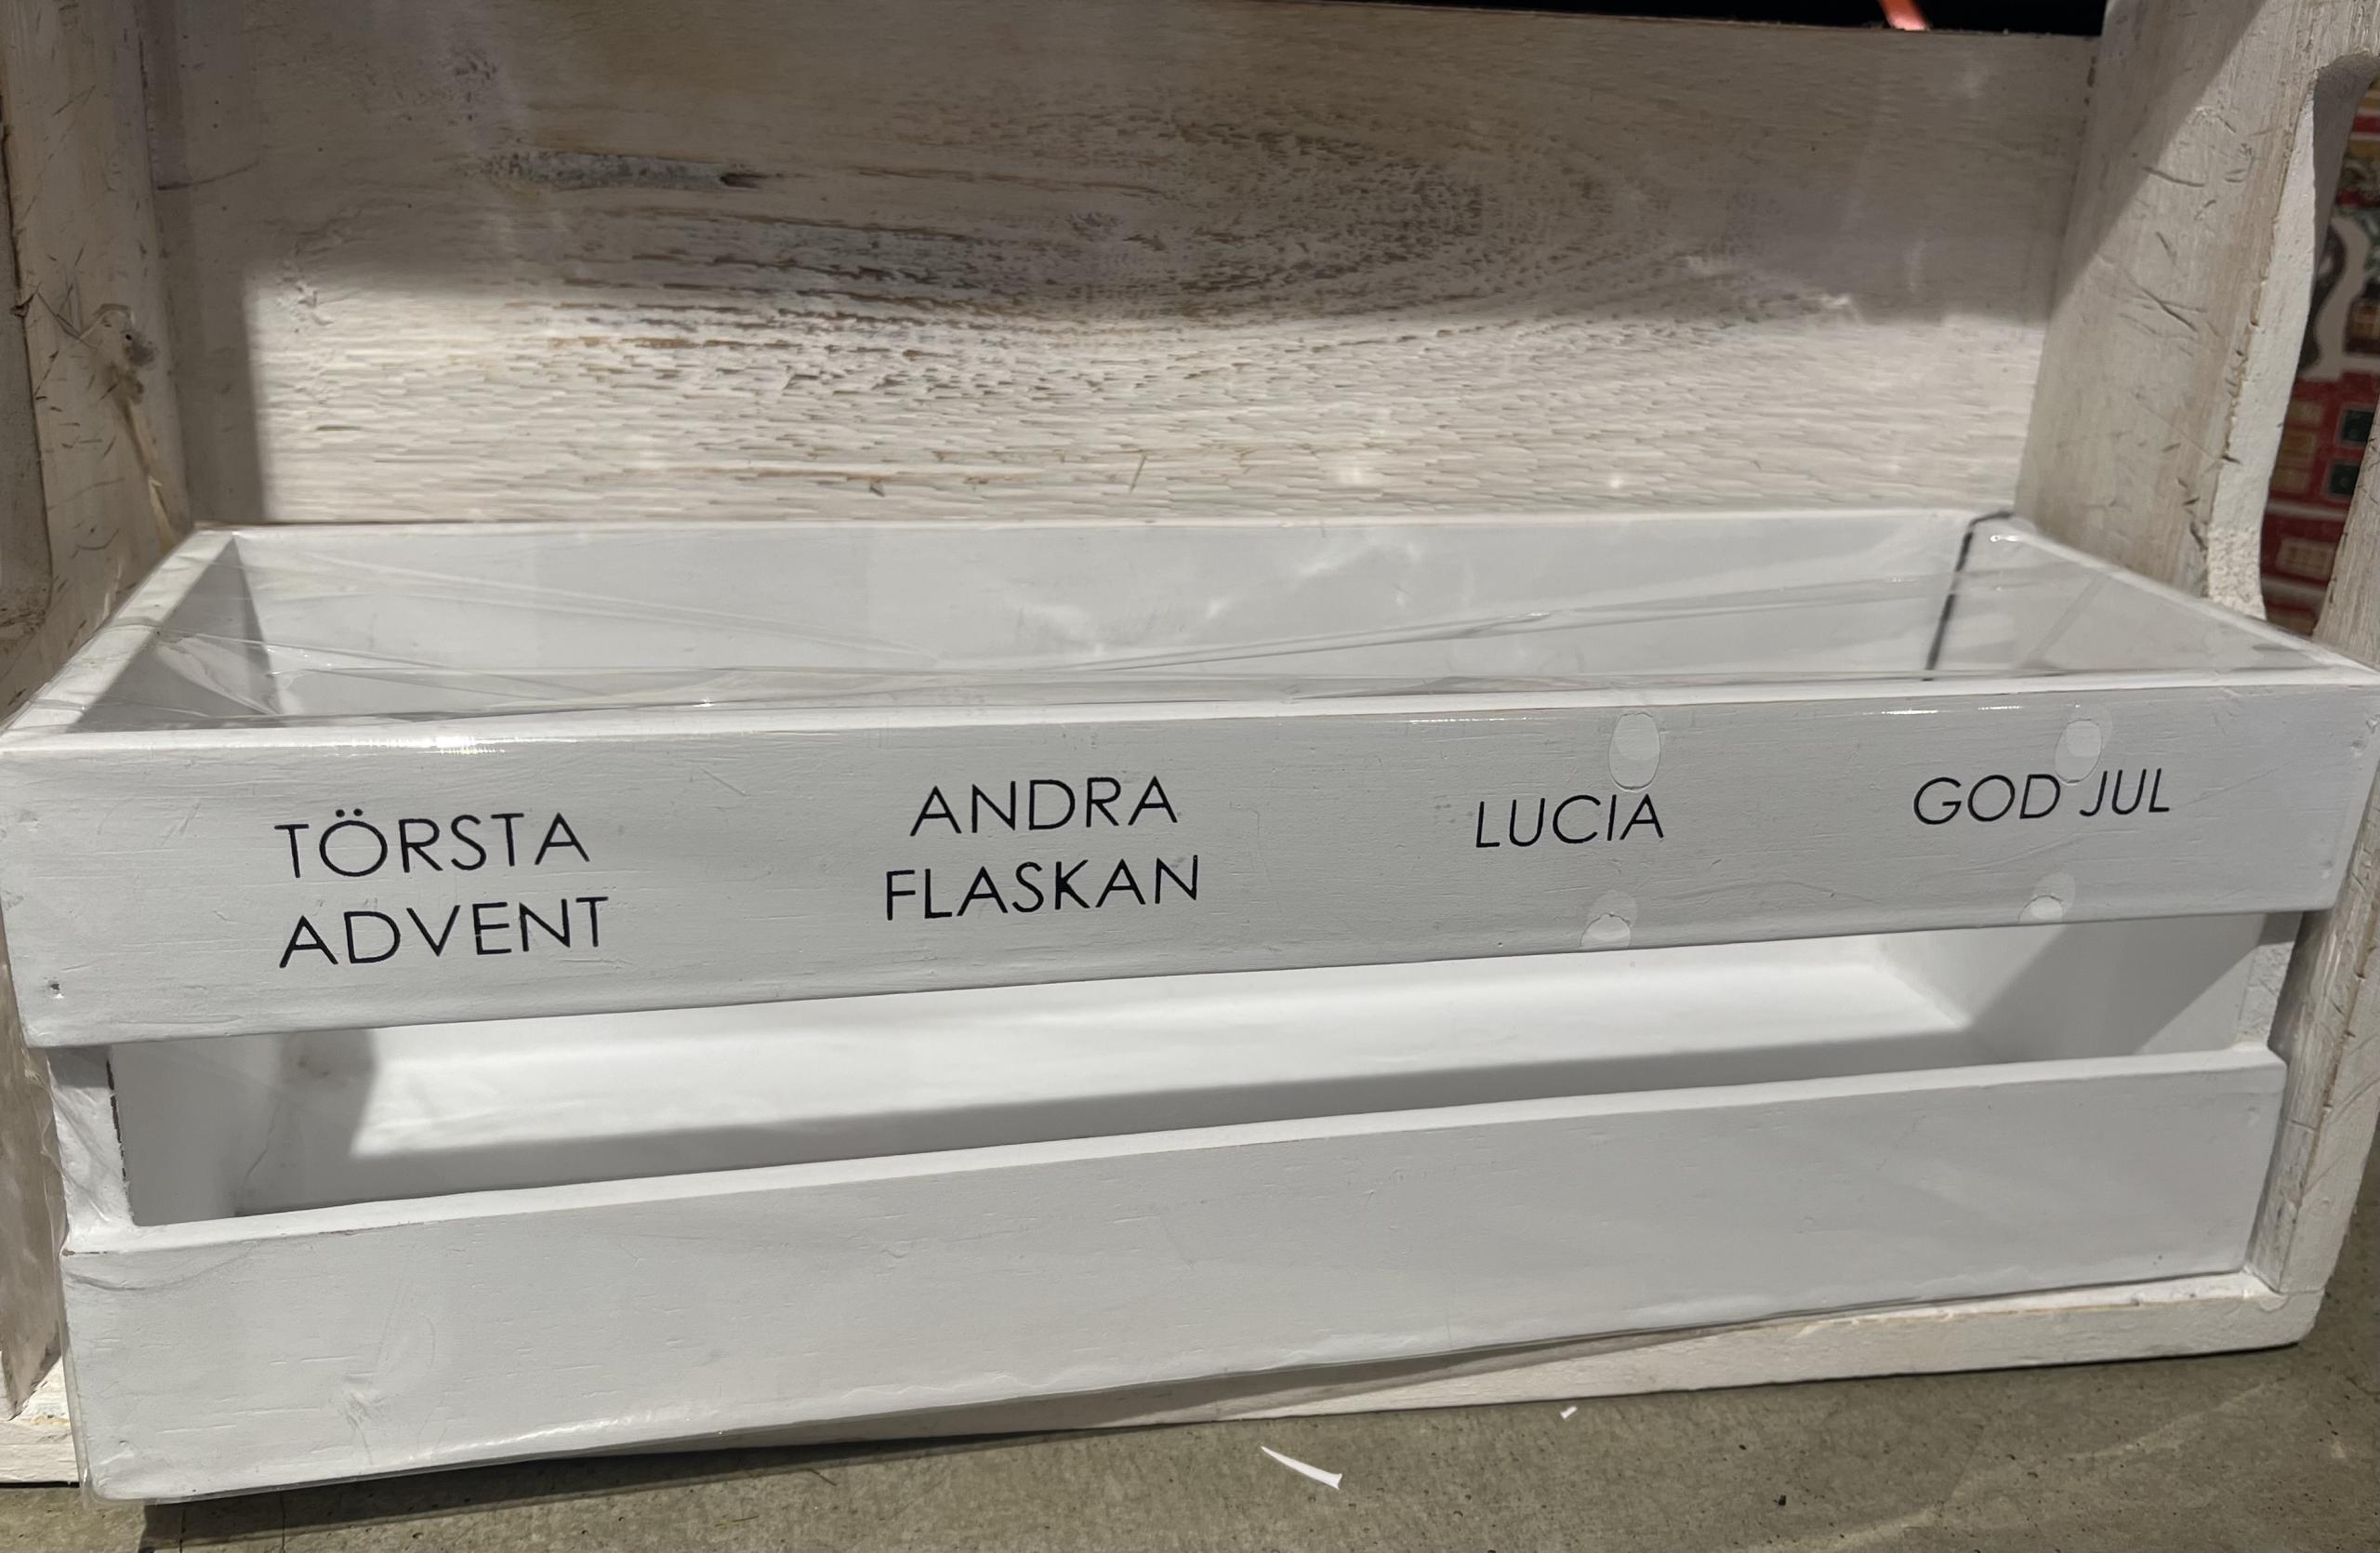 TÖRSTA
ADVENT
ANDRA
FLASKAN
LUCIA
GOD JUL